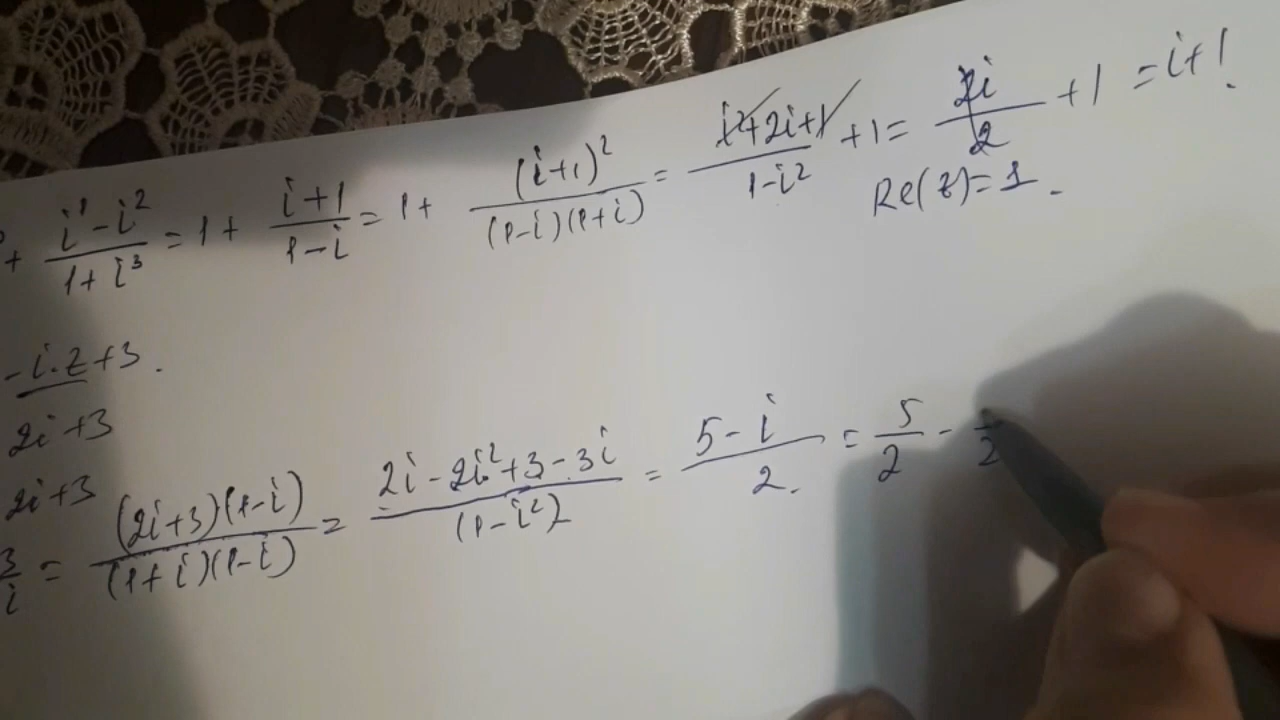 + i¹-i²/1+i³ = 1 + i+1/1-i = 1 + (i+1)²/(1-i)(1+i) = i²+2i+1/1-i² + 1 = 2i/2 + 1 = i+1.
Re(z)=1.
-i.z+3.
2i+3
2i+3
3/i = (2i+3)(1-i)/(1+i)(1-i) = 2i-2i²+3-3i/(1-i²) = 5-i/2. = 5/2 - /2